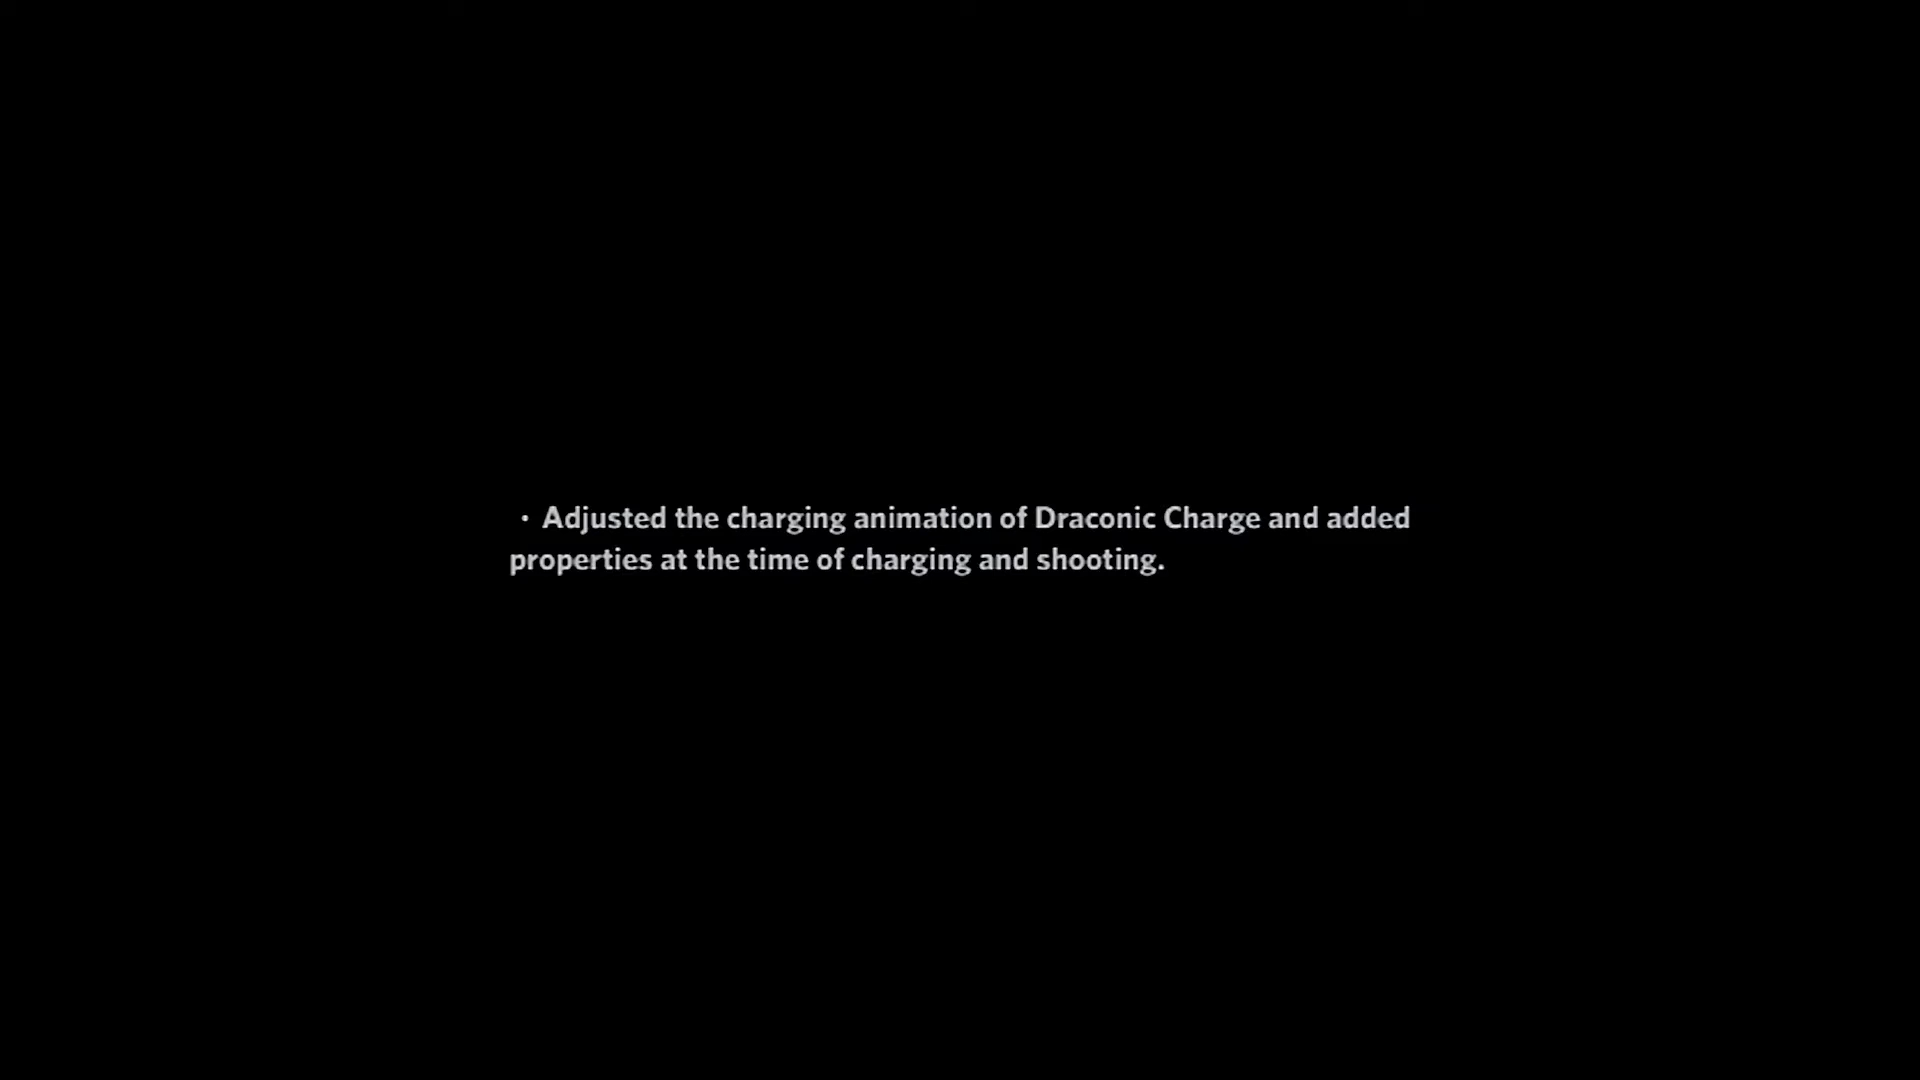 ・Adjusted the charging animation of Draconic Charge and added
properties at the time of charging and shooting.